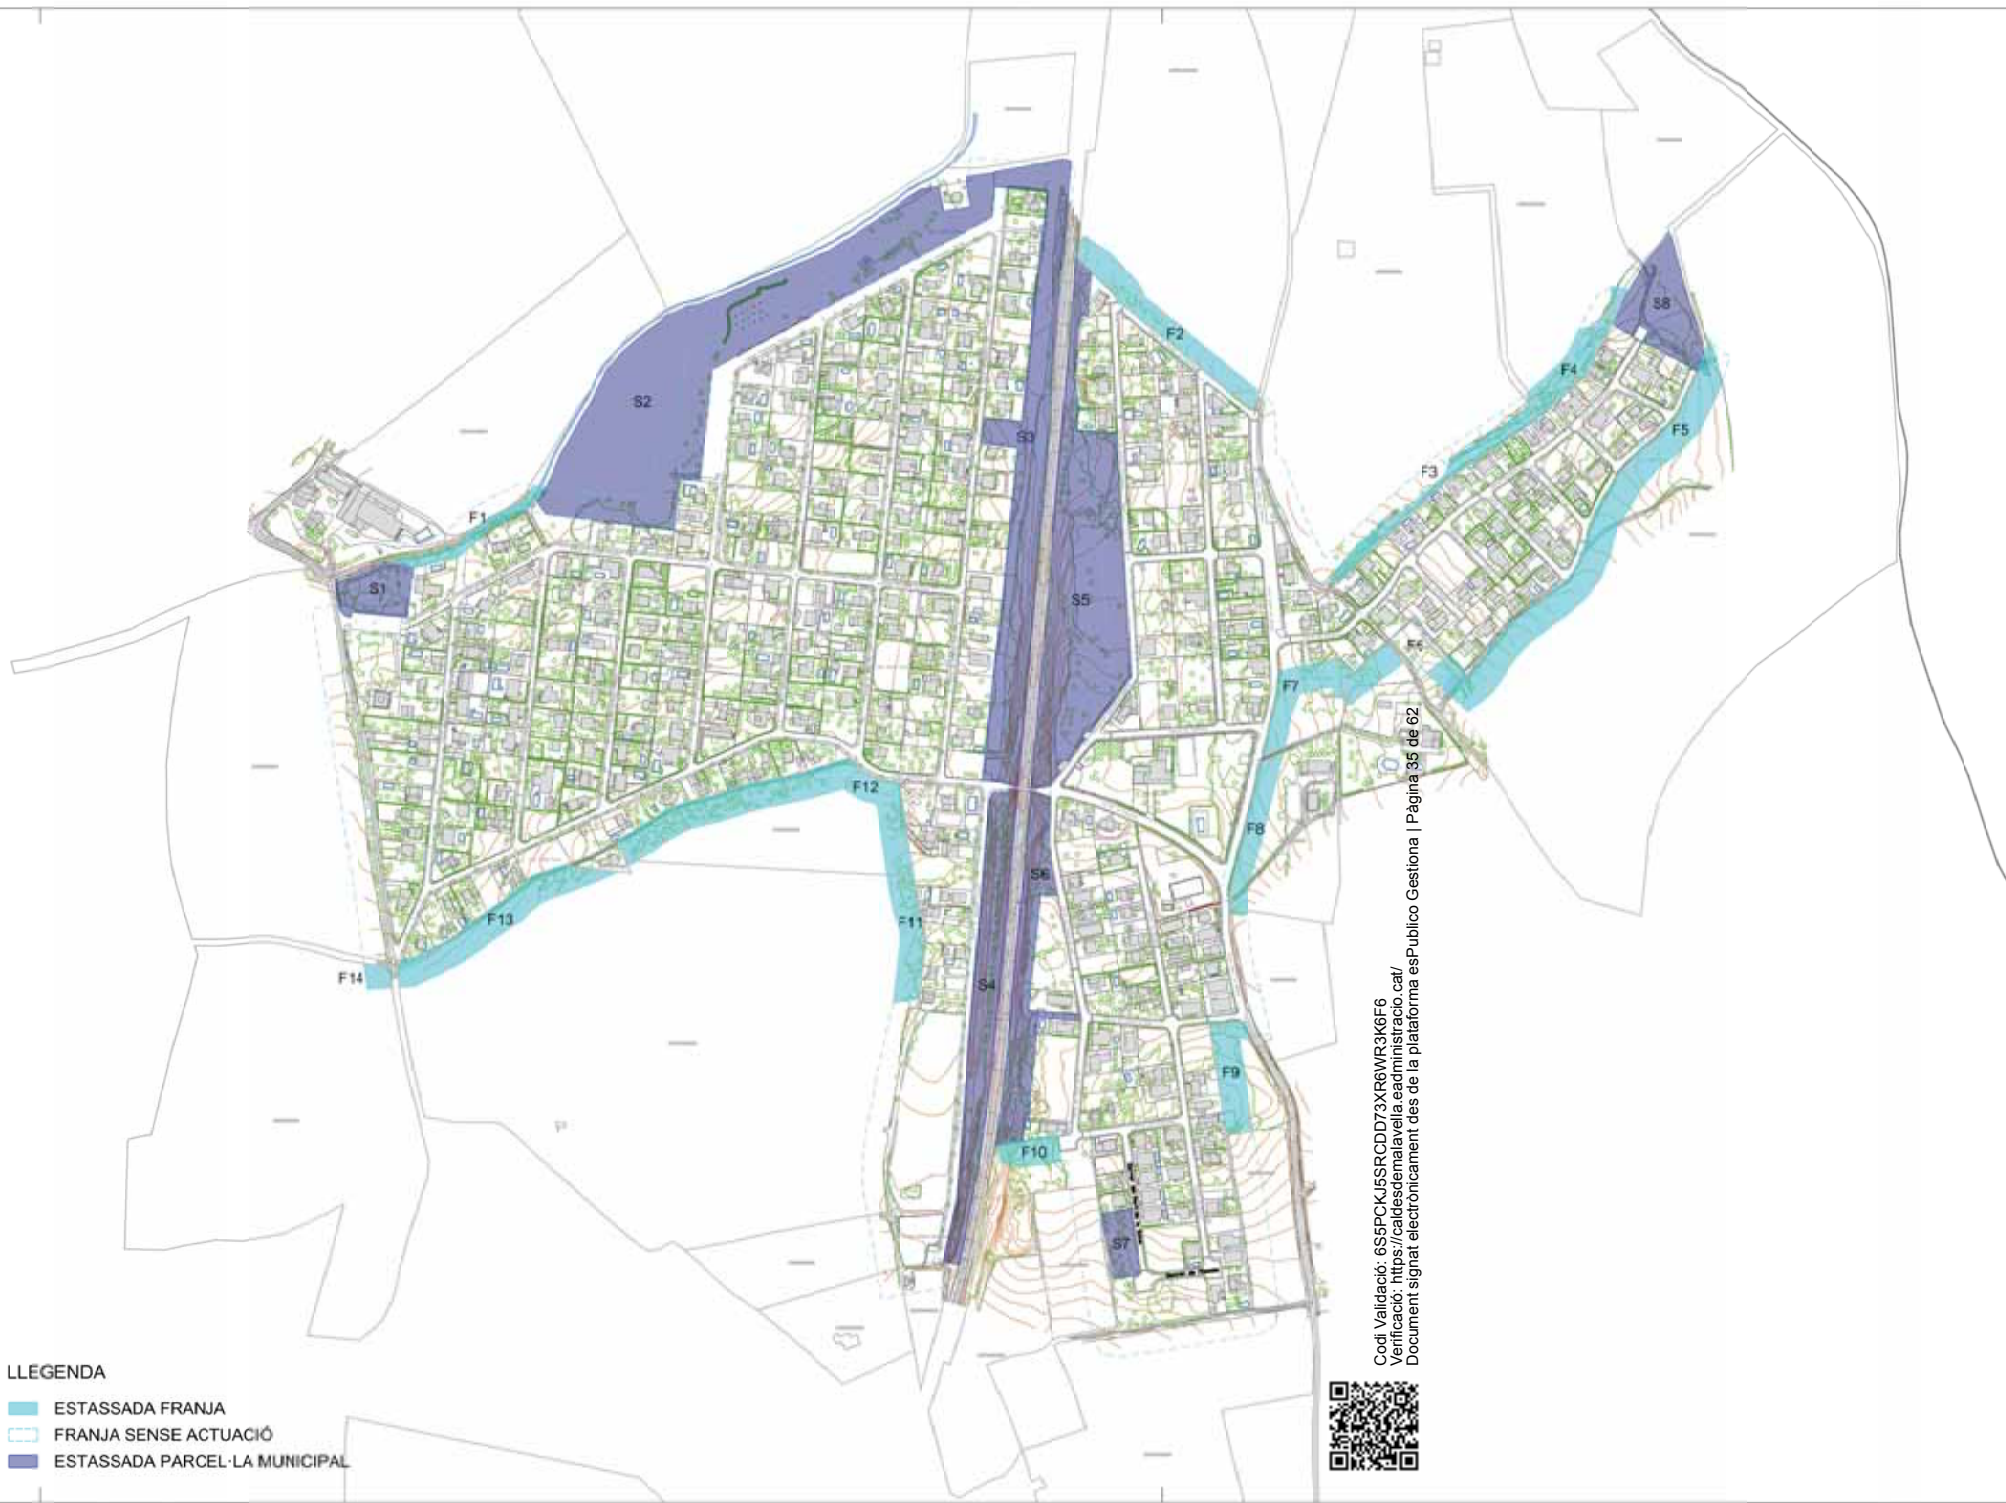 F2
S8
F4
S2
F5
S3
F3
F1
S1
S5
F6
F7
F12
F8
S6
F13
F11
F14
S4
F9
F10
S7
Codi Validació: 6S5PCKJ5SRCDD73XR6WR3K6F6
Verificació: https://caldesdemalavella.eadministracio.cat/
Document signat electrònicament des de la plataforma esPublico Gestiona | Pàgina 35 de 62
LLEGENDA
ESTASSADA FRANJA
FRANJA SENSE ACTUACIÓ
ESTASSADA PARCEL·LA MUNICIPAL